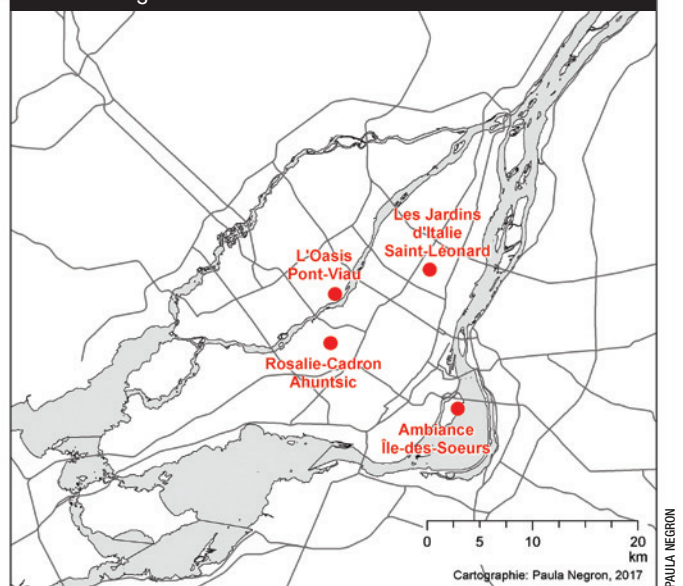 L'Oasis
Pont-Viau
Les Jardins
d'Italie
Saint-Léonard
Rosalie-Cadron
Ahuntsic
Ambiance
Île-des-Soeurs
0 5 10 20
km
Cartographie: Paula Negron, 2017
PAULA NEGRON